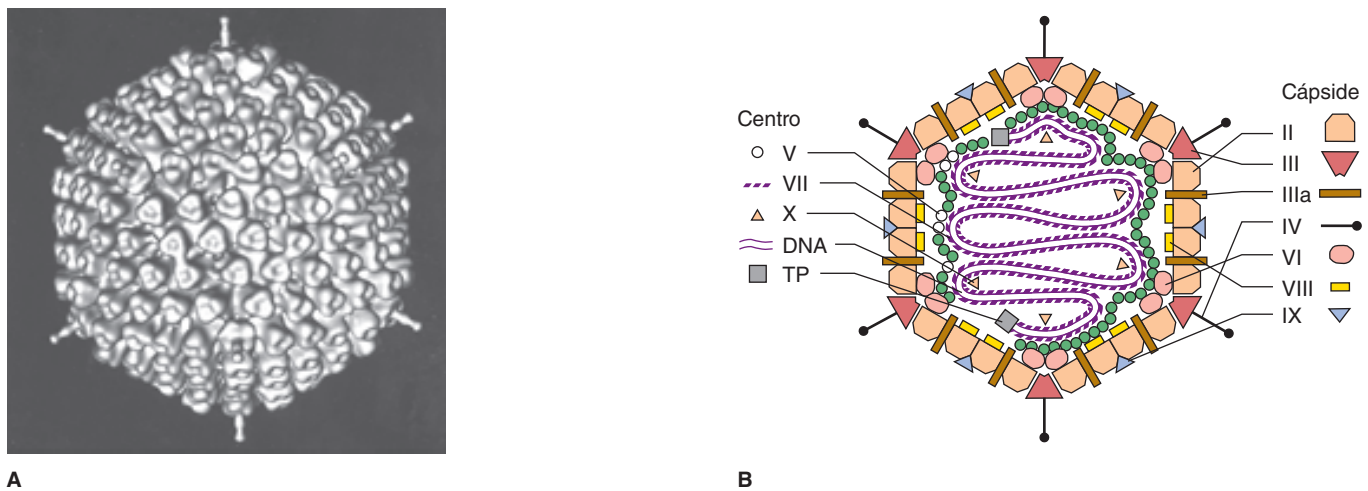 Centro
V
VII
X
DNA
TP
Cápside
II
III
IIIa
IV
VI
VIII
IX
A
B